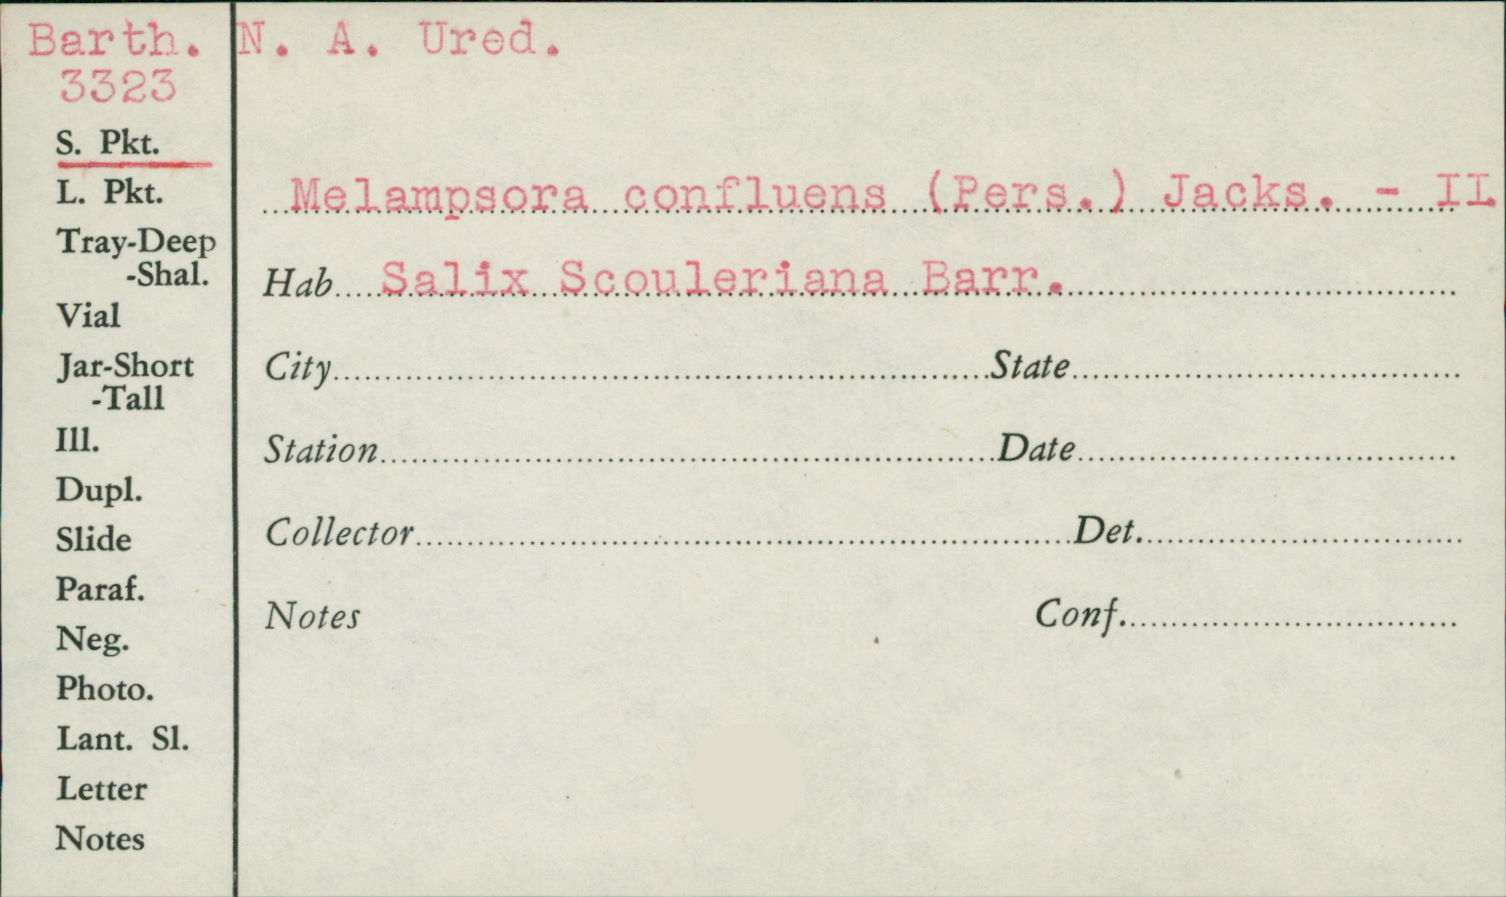 Barth. N. A. Ured.
3323
S. Pkt.
L. Pkt.
Tray-Deep
-Shal.
Vial
Jar-Short
-Tall
Ill.
Dupl.
Slide
Paraf.
Neg.
Photo.
Lant. Sl.
Letter
Notes
Melampsora confluens (Pers.) Jacks. - II
Hab Salix Scouleriana Barr.
City State
Station Date
Collector Det.
Notes Conf.